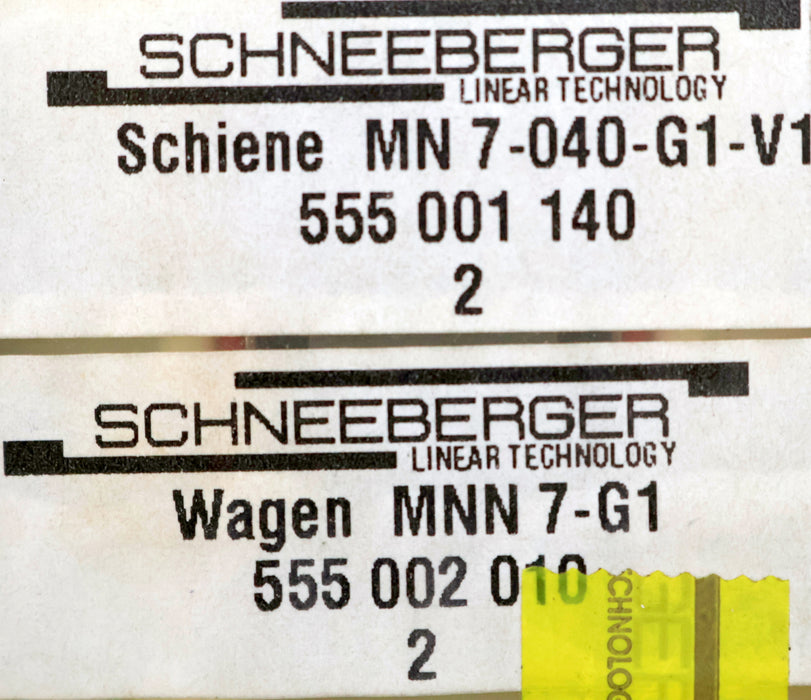 SCHNEEBERGER
LINEAR TECHNOLOGY
Schiene MN 7-040-G1-V1
555 001 140
2
SCHNEEBERGER
LINEAR TECHNOLOGY
Wagen MNN 7-G1
555 002 010
2